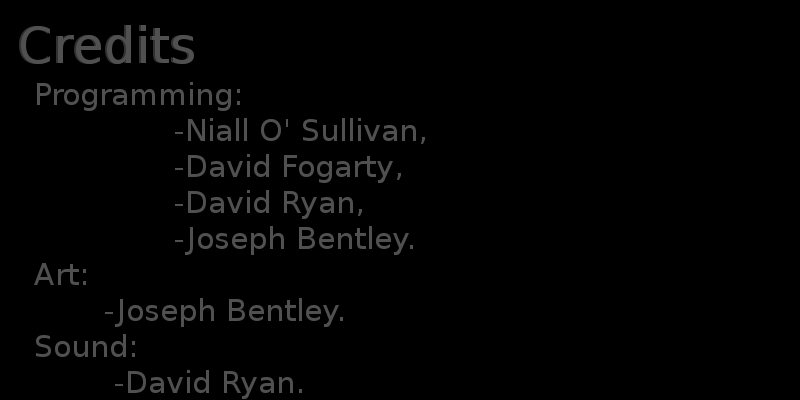 Credits
Programming:
-Niall O' Sullivan,
-David Fogarty,
-David Ryan,
-Joseph Bentley.
Art:
-Joseph Bentley.
Sound:
-David Ryan.